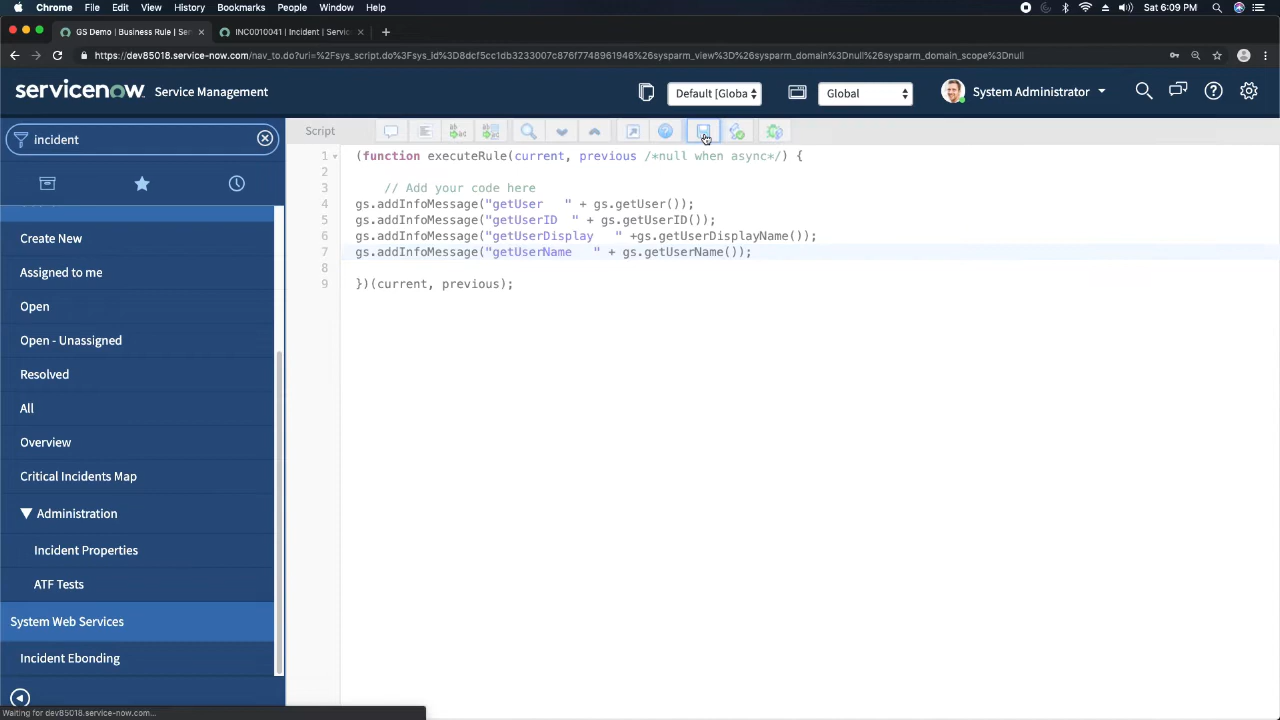 Chrome File Edit View History Bookmarks People Window Help Sat 6:09 PM
GS Demo | Business Rule | Ser × INC0010041 | Incident | Service × +
https://dev85018.service-now.com/nav_to.do?uri=%2Fsys_script.do%3Fsys_id%3D8dcf5cc1db3233007c876f7748961946%26sysparm_view%3D%26sysparm_domain%3Dnull%26sysparm_domain_scope%3Dnull
servicenow Service Management Default [Globa Global System Administrator
incident
Script
Create New
Assigned to me
Open
Open - Unassigned
Resolved
All
Overview
Critical Incidents Map
▼ Administration
Incident Properties
ATF Tests
System Web Services
Incident Ebonding
1 (function executeRule(current, previous /*null when async*/) {
2
3 // Add your code here
4 gs.addInfoMessage("getUser   " + gs.getUser());
5 gs.addInfoMessage("getUserID  " + gs.getUserID());
6 gs.addInfoMessage("getUserDisplay   " +gs.getUserDisplayName());
7 gs.addInfoMessage("getUserName   " + gs.getUserName());
8
9 })(current, previous);
Waiting for dev85018.service-now.com...